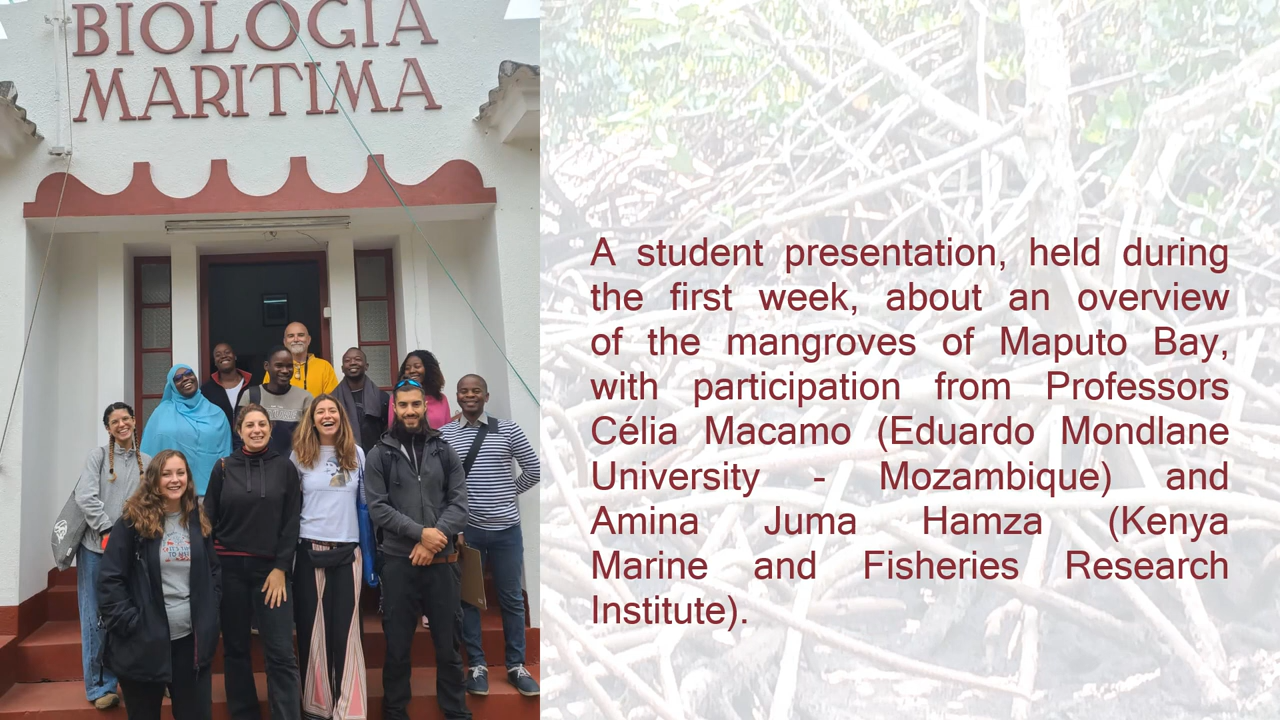 BIOLOGIA
MARITIMA
A student presentation, held during
the first week, about an overview
of the mangroves of Maputo Bay,
with participation from Professors
Célia Macamo (Eduardo Mondlane
University - Mozambique) and
Amina Juma Hamza (Kenya
Marine and Fisheries Research
Institute).